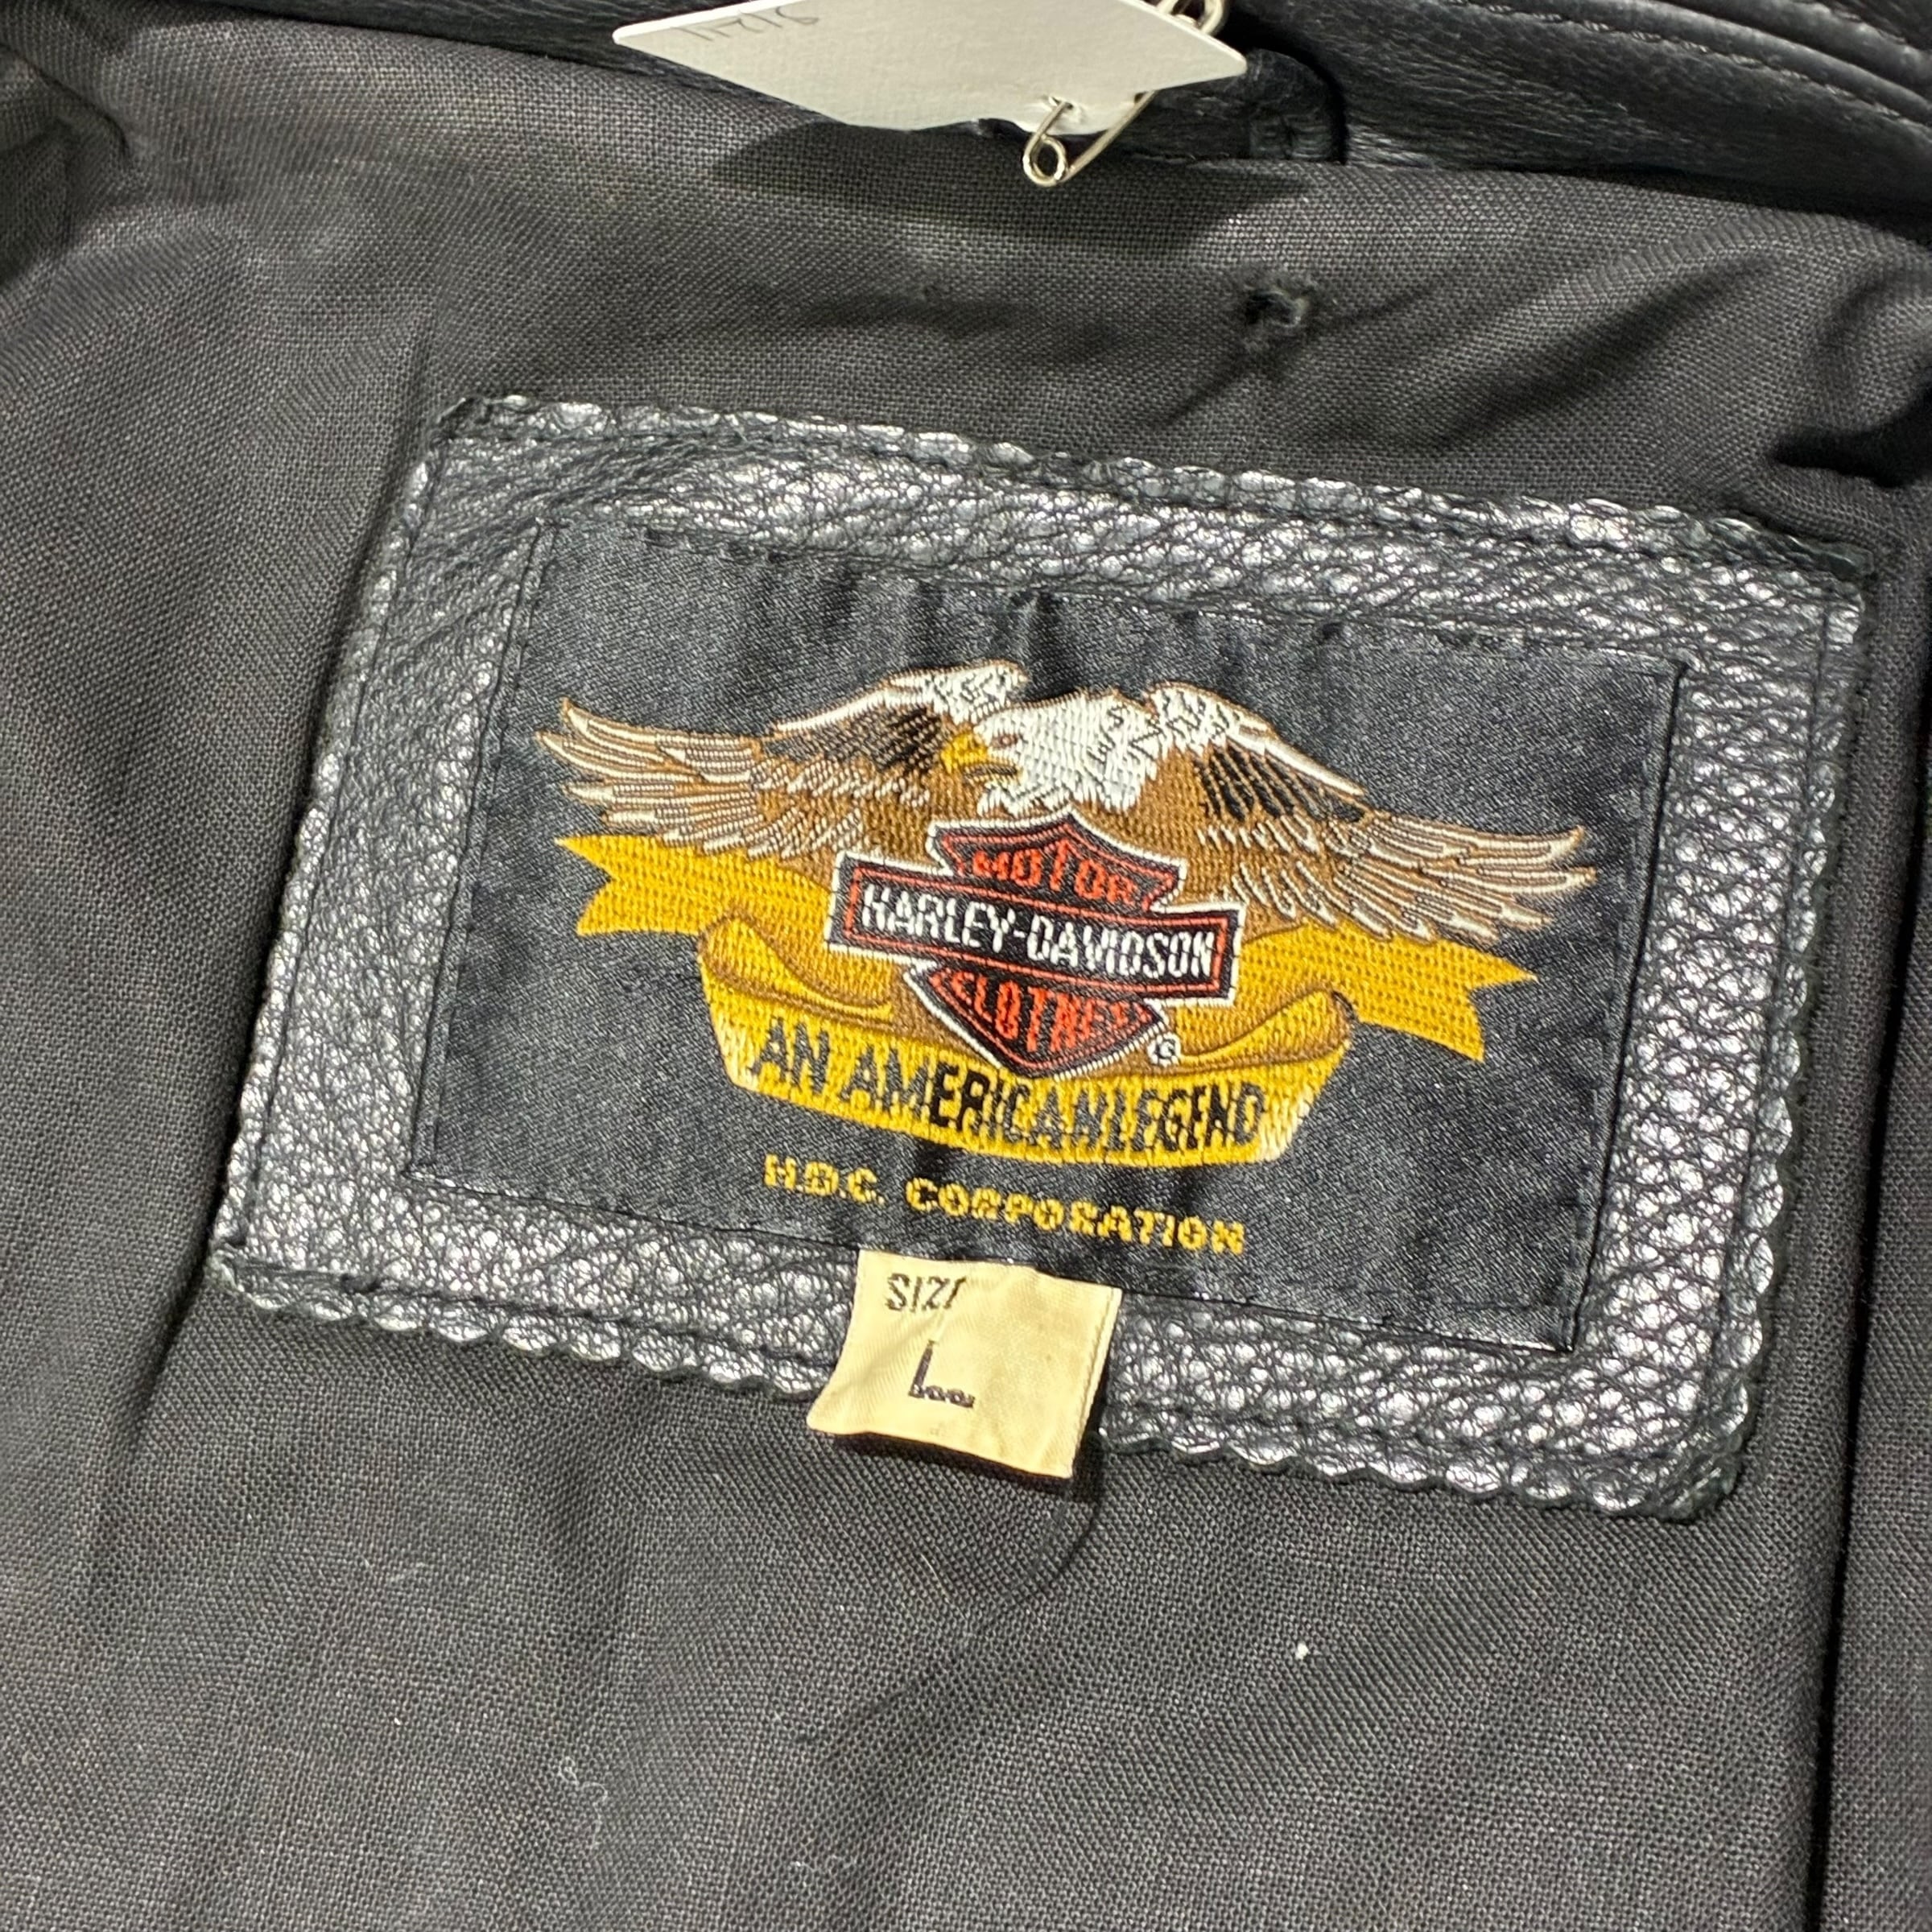 MOTOR
HARLEY-DAVIDSON
CLOTHES
®
AN AMERICAN LEGEND
H.D.C. CORPORATION
SIZE
L